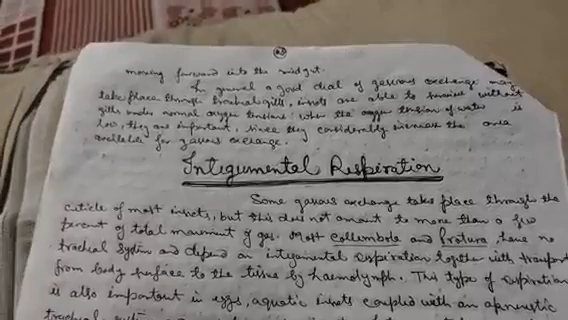 moving forward into the midgut.
In general a good deal of gaseous exchange may
take place through tracheal gills, insets are able to survive without
gills under normal oxygen tensions. When the oxygen tension of water is
low, they are important, since they considerably increase the area
available for gaseous exchange.
Integumental Respiration
Some gaseous exchange takes place through the
cuticle of most insects, but this does not amount to more than a few
percent of total movement of gas. Most Collembola and Protura, have no
tracheal system and depend on integumental respiration together with transport
from body surface to the tissue by haemolymph. This type of respiration
is also important in eggs, aquatic insets coupled with an apneustic
tracheal system